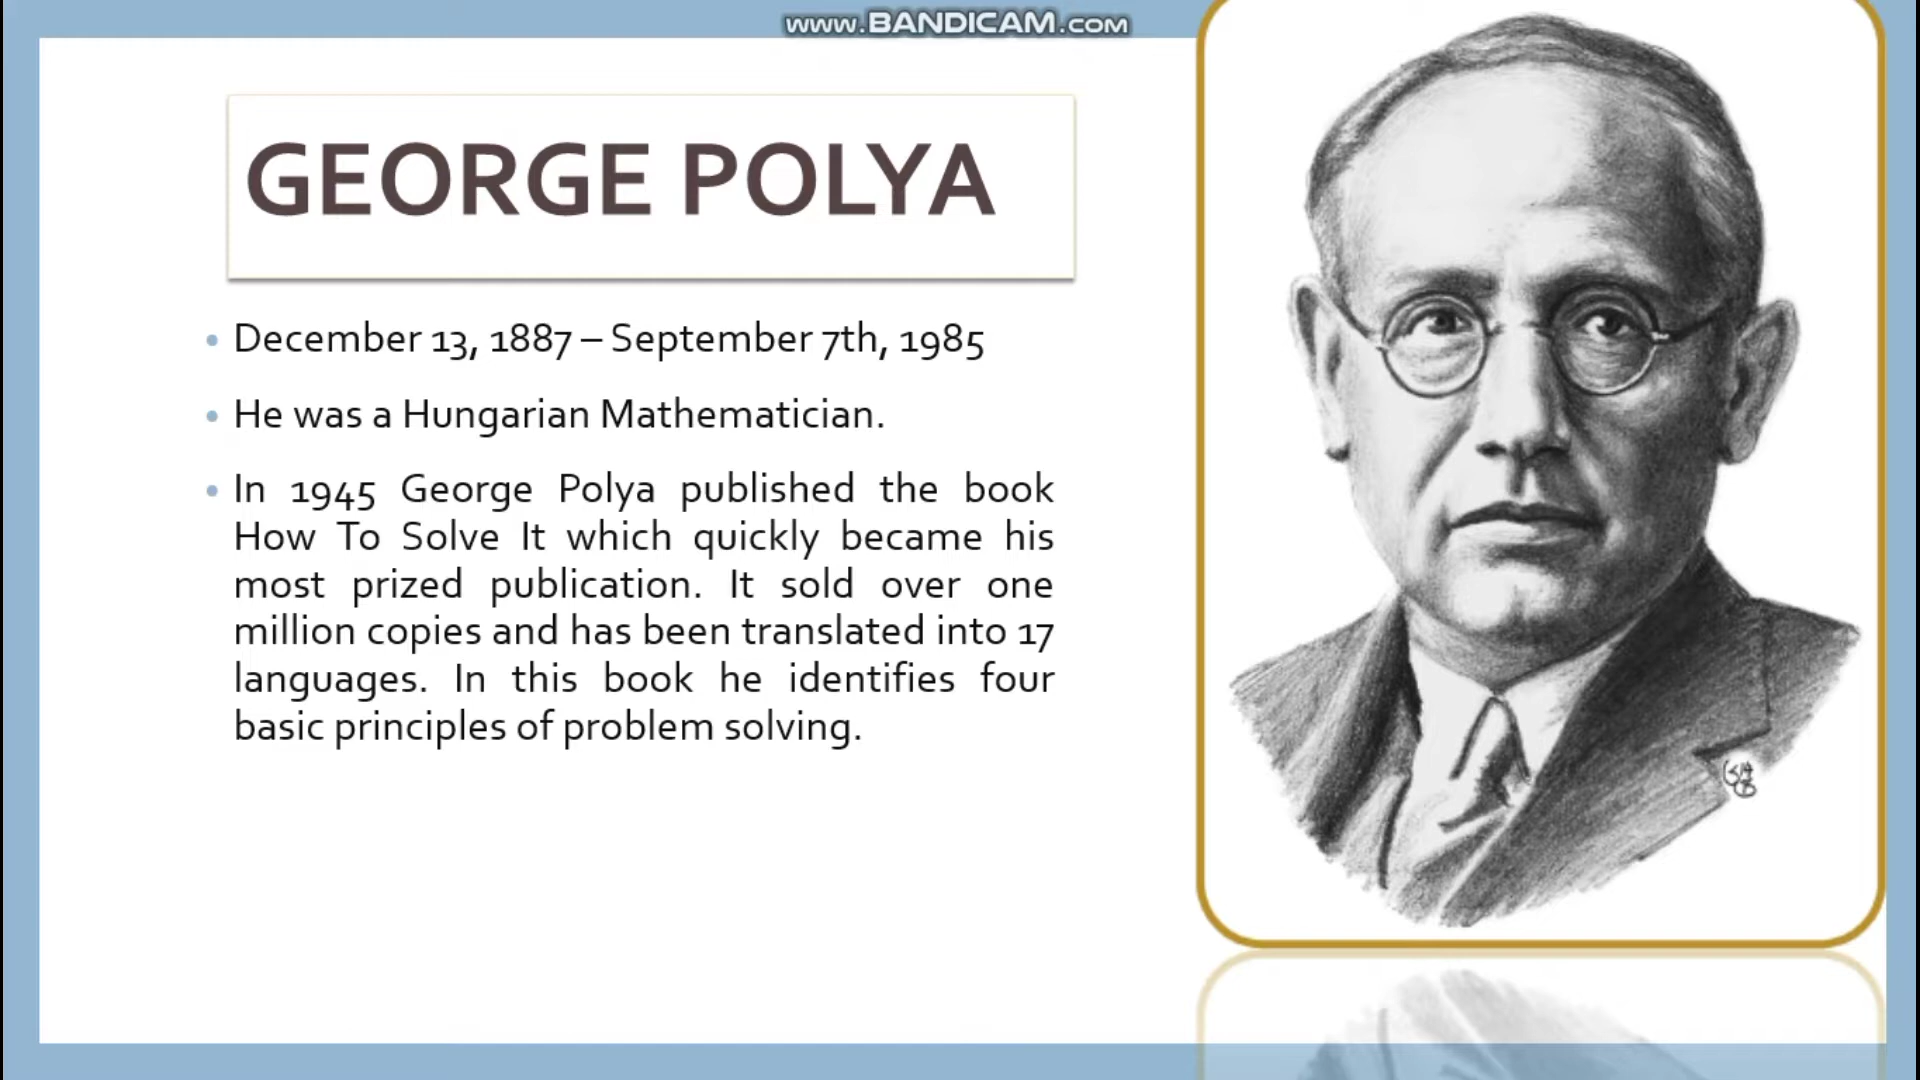 www.BANDICAM.com
GEORGE POLYA
• December 13, 1887 – September 7th, 1985
• He was a Hungarian Mathematician.
• In 1945 George Polya published the book
How To Solve It which quickly became his
most prized publication. It sold over one
million copies and has been translated into 17
languages. In this book he identifies four
basic principles of problem solving.